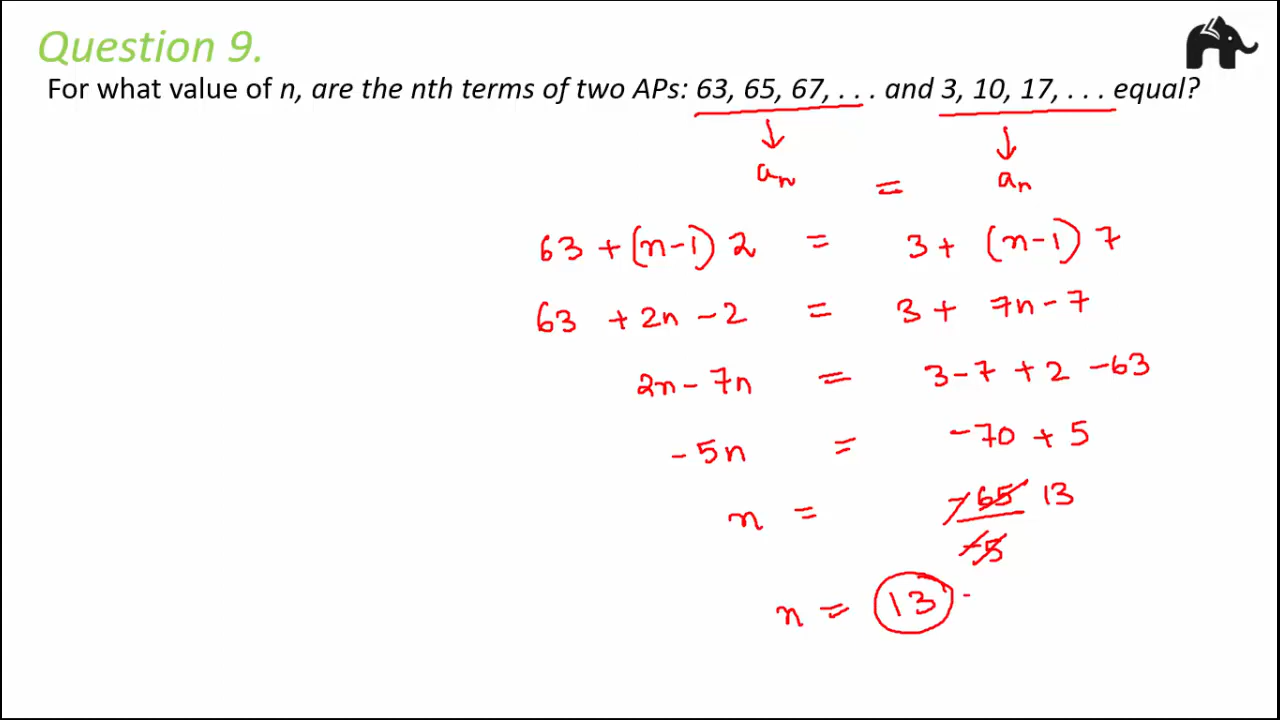 Question 9.
For what value of n, are the nth terms of two APs: 63, 65, 67, . . . and 3, 10, 17, . . . equal?
↓ ↓
aₙ = aₙ
63 + (n-1) 2 = 3 + (n-1) 7
63 + 2n - 2 = 3 + 7n - 7
2n - 7n = 3 - 7 + 2 - 63
-5n = -70 + 5
n = -65/-5 13
n = 13